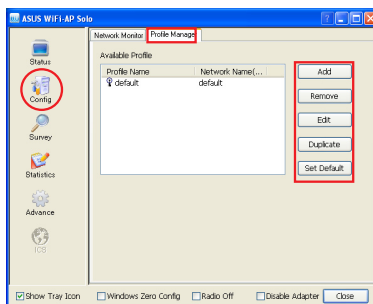 ASUS WiFi-AP Solo
Network Monitor Profile Manage
Status
Config
Survey
Statistics
Advance
ICS
Available Profile
Profile Name Network Name(...
default default
Add
Remove
Edit
Duplicate
Set Default
Show Tray Icon Windows Zero Config Radio Off Disable Adapter Close